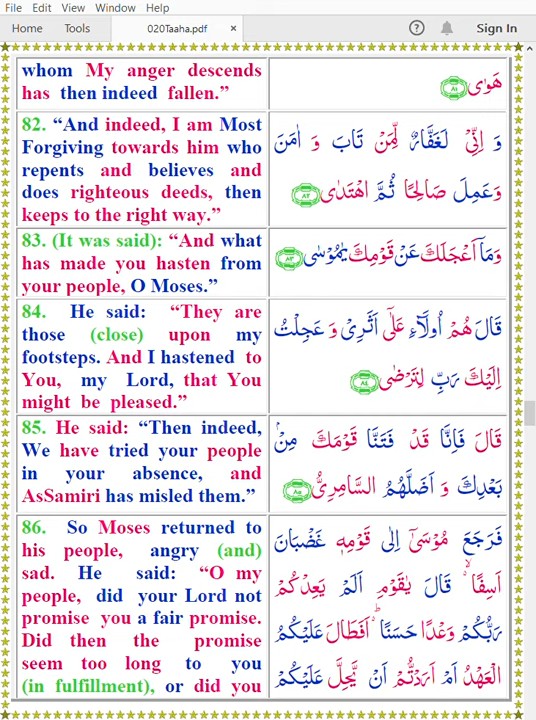 File Edit View Window Help
Home Tools 020Taaha.pdf × ? Sign In
whom My anger descends
has then indeed fallen.”
هَوٰى ﴿٨١﴾
82. “And indeed, I am Most
Forgiving towards him who
repents and believes and
does righteous deeds, then
keeps to the right way.”
وَ اِنِّىۡ لَغَفَّارٌ لِّمَنۡ تَابَ وَ اٰمَنَ
وَعَمِلَ صَالِحًا ثُمَّ اهۡتَدٰى ﴿٨٢﴾
83. (It was said): “And what
has made you hasten from
your people, O Moses.”
وَمَاۤ اَعۡجَلَكَ عَنۡ قَوۡمِكَ يٰمُوۡسٰى ﴿٨٣﴾
84. He said: “They are
those (close) upon my
footsteps. And I hastened to
You, my Lord, that You
might be pleased.”
قَالَ هُمۡ اُولَآءِ عَلٰٓى اَثَرِىۡ وَ عَجِلۡتُ
اِلَيۡكَ رَبِّ لِتَرۡضٰى ﴿٨٤﴾
85. He said: “Then indeed,
We have tried your people
in your absence, and
AsSamiri has misled them.”
قَالَ فَاِنَّا قَدۡ فَتَنَّا قَوۡمَكَ مِنۡۢ
بَعۡدِكَ وَ اَضَلَّهُمُ السَّامِرِىُّ ﴿٨٥﴾
86. So Moses returned to
his people, angry (and)
sad. He said: “O my
people, did your Lord not
promise you a fair promise.
Did then the promise
seem too long to you
(in fulfillment), or did you
فَرَجَعَ مُوۡسٰٓى اِلٰى قَوۡمِهٖ غَضۡبَانَ
اَسِفًا ۙ قَالَ يٰقَوۡمِ اَلَمۡ يَعِدۡكُمۡ
رَبُّكُمۡ وَعۡدًا حَسَنًا ؕ اَفَطَالَ عَلَيۡكُمُ
الۡعَهۡدُ اَمۡ اَرَدْتُّمۡ اَنۡ يَّحِلَّ عَلَيۡكُمۡ